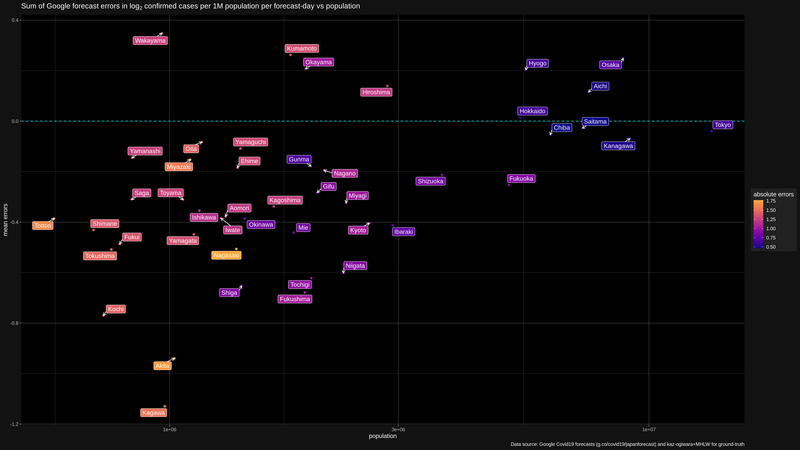 Sum of Google forecast errors in log2 confirmed cases per 1M population per forecast-day vs population
0.4
Wakayama
Kumamoto
Okayama
Hyogo
Osaka
Aichi
Hiroshima
Hokkaido
0.0
Chiba
Saitama
Tokyo
Yamaguchi
Kanagawa
Yamanashi
Oita
Miyazaki
Ehime
Gunma
Nagano
Shizuoka
Fukuoka
Gifu
Saga
Toyama
Miyagi
Kagoshima
Aomori
Ishikawa
-0.4
Tottori
Shimane
Iwate
Okinawa
Mie
Kyoto
Ibaraki
Fukui
Yamagata
Tokushima
Nagasaki
Niigata
Shiga
Tochigi
Fukushima
Kochi
-0.8
Akita
Kagawa
-1.2
mean errors
1e+06
3e+06
1e+07
population
absolute errors
1.75
1.50
1.25
1.00
0.75
0.50
Data source: Google Covid19 forecasts (g.co/covid19/japanforecast) and kaz-ogiwara+MHLW for ground-truth